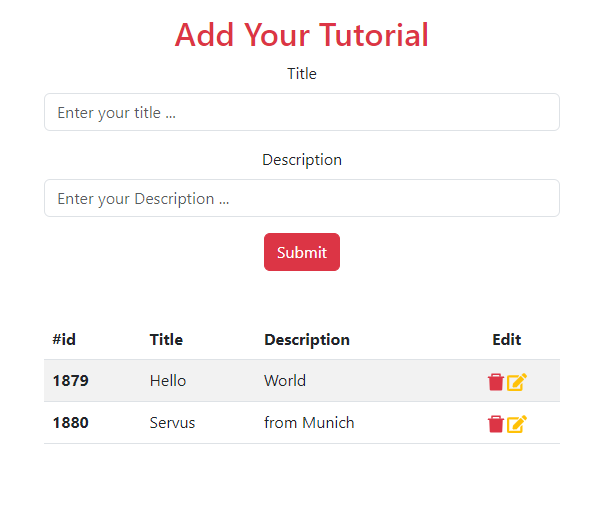 Add Your Tutorial
Title
Enter your title ...
Description
Enter your Description ...
Submit
#id Title Description Edit
1879 Hello World
1880 Servus from Munich